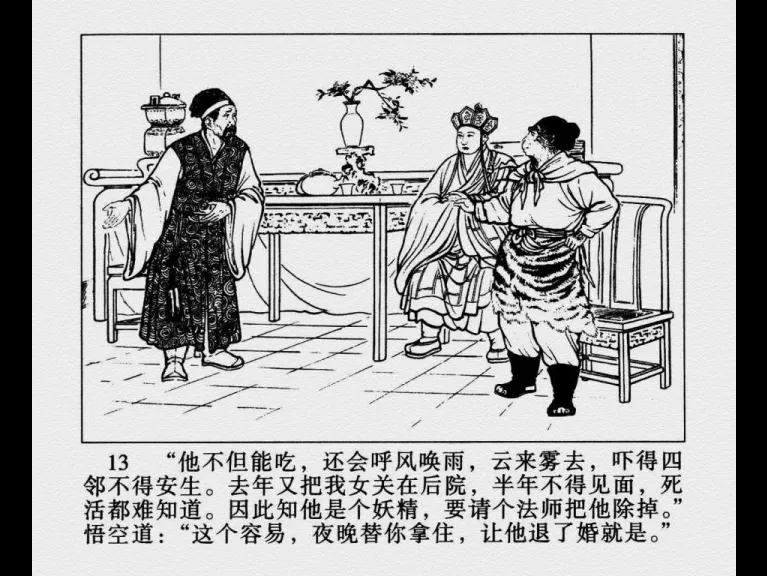 13 “他不但能吃，还会呼风唤雨，云来雾去，吓得四
邻不得安生。去年又把我女关在后院，半年不得见面，死
活都难知道。因此知他是个妖精，要请个法师把他除掉。”
悟空道：“这个容易，夜晚替你拿住，让他退了婚就是。”